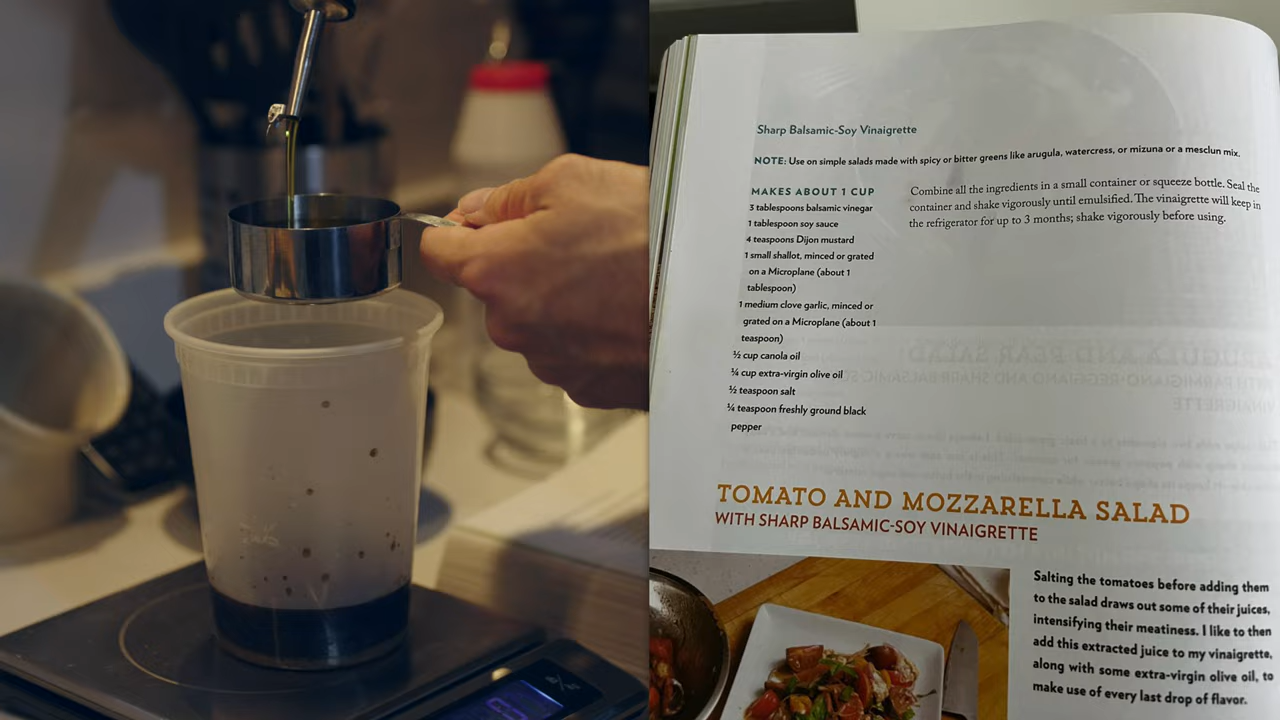 Sharp Balsamic-Soy Vinaigrette
NOTE: Use on simple salads made with spicy or bitter greens like arugula, watercress, or mizuna or a mesclun mix.
MAKES ABOUT 1 CUP
3 tablespoons balsamic vinegar
1 tablespoon soy sauce
4 teaspoons Dijon mustard
1 small shallot, minced or grated
on a Microplane (about 1
tablespoon)
1 medium clove garlic, minced or
grated on a Microplane (about 1
teaspoon)
½ cup canola oil
¼ cup extra-virgin olive oil
½ teaspoon salt
¼ teaspoon freshly ground black
pepper
Combine all the ingredients in a small container or squeeze bottle. Seal the
container and shake vigorously until emulsified. The vinaigrette will keep in
the refrigerator for up to 3 months; shake vigorously before using.
TOMATO AND MOZZARELLA SALAD
WITH SHARP BALSAMIC-SOY VINAIGRETTE
Salting the tomatoes before adding them
to the salad draws out some of their juices,
intensifying their meatiness. I like to then
add this extracted juice to my vinaigrette,
along with some extra-virgin olive oil, to
make use of every last drop of flavor.